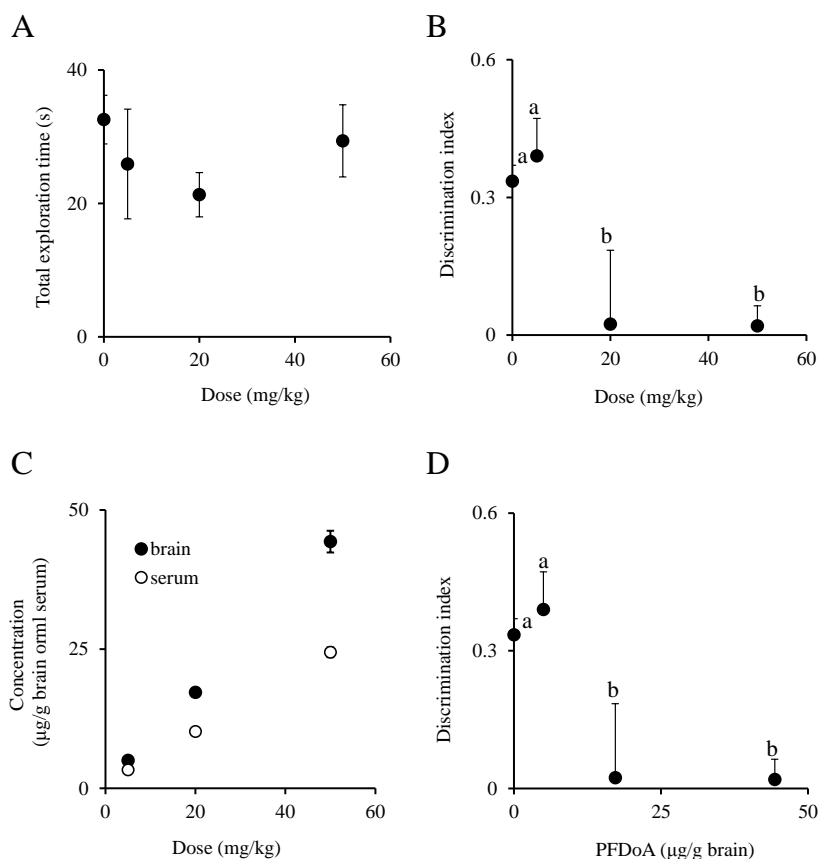 A
40
20
0
0
20
40
60
Total exploration time (s)
Dose (mg/kg)
B
0.6
0.3
0
0
20
40
60
a
a
b
b
Discrimination index
Dose (mg/kg)
C
50
25
0
0
20
40
60
brain
serum
Concentration
(μg/g brain orml serum)
Dose (mg/kg)
D
0.6
0.3
0
0
25
50
a
a
b
b
Discrimination index
PFDoA (μg/g brain)